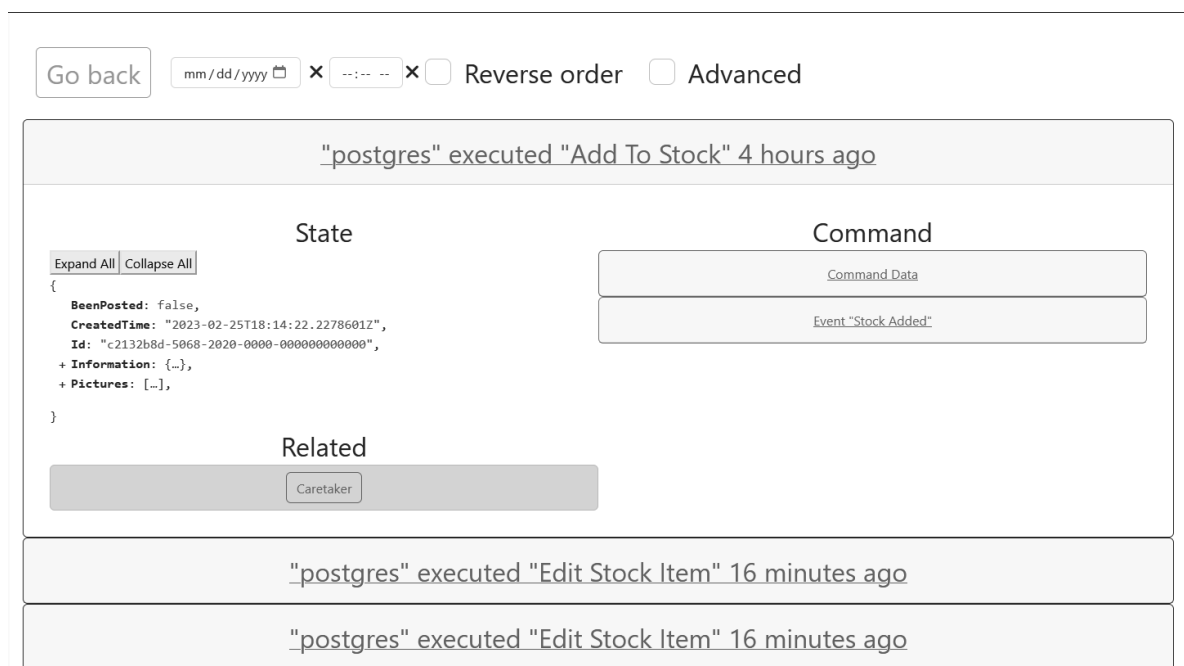 Go back mm/dd/yyyy × --:-- -- × Reverse order Advanced
"postgres" executed "Add To Stock" 4 hours ago
State
Expand All Collapse All
{
BeenPosted: false,
CreatedTime: "2023-02-25T18:14:22.2278601Z",
Id: "c2132b8d-5068-2020-0000-000000000000",
+ Information: {…},
+ Pictures: […],
}
Related
Caretaker
Command
Command Data
Event "Stock Added"
"postgres" executed "Edit Stock Item" 16 minutes ago
"postgres" executed "Edit Stock Item" 16 minutes ago